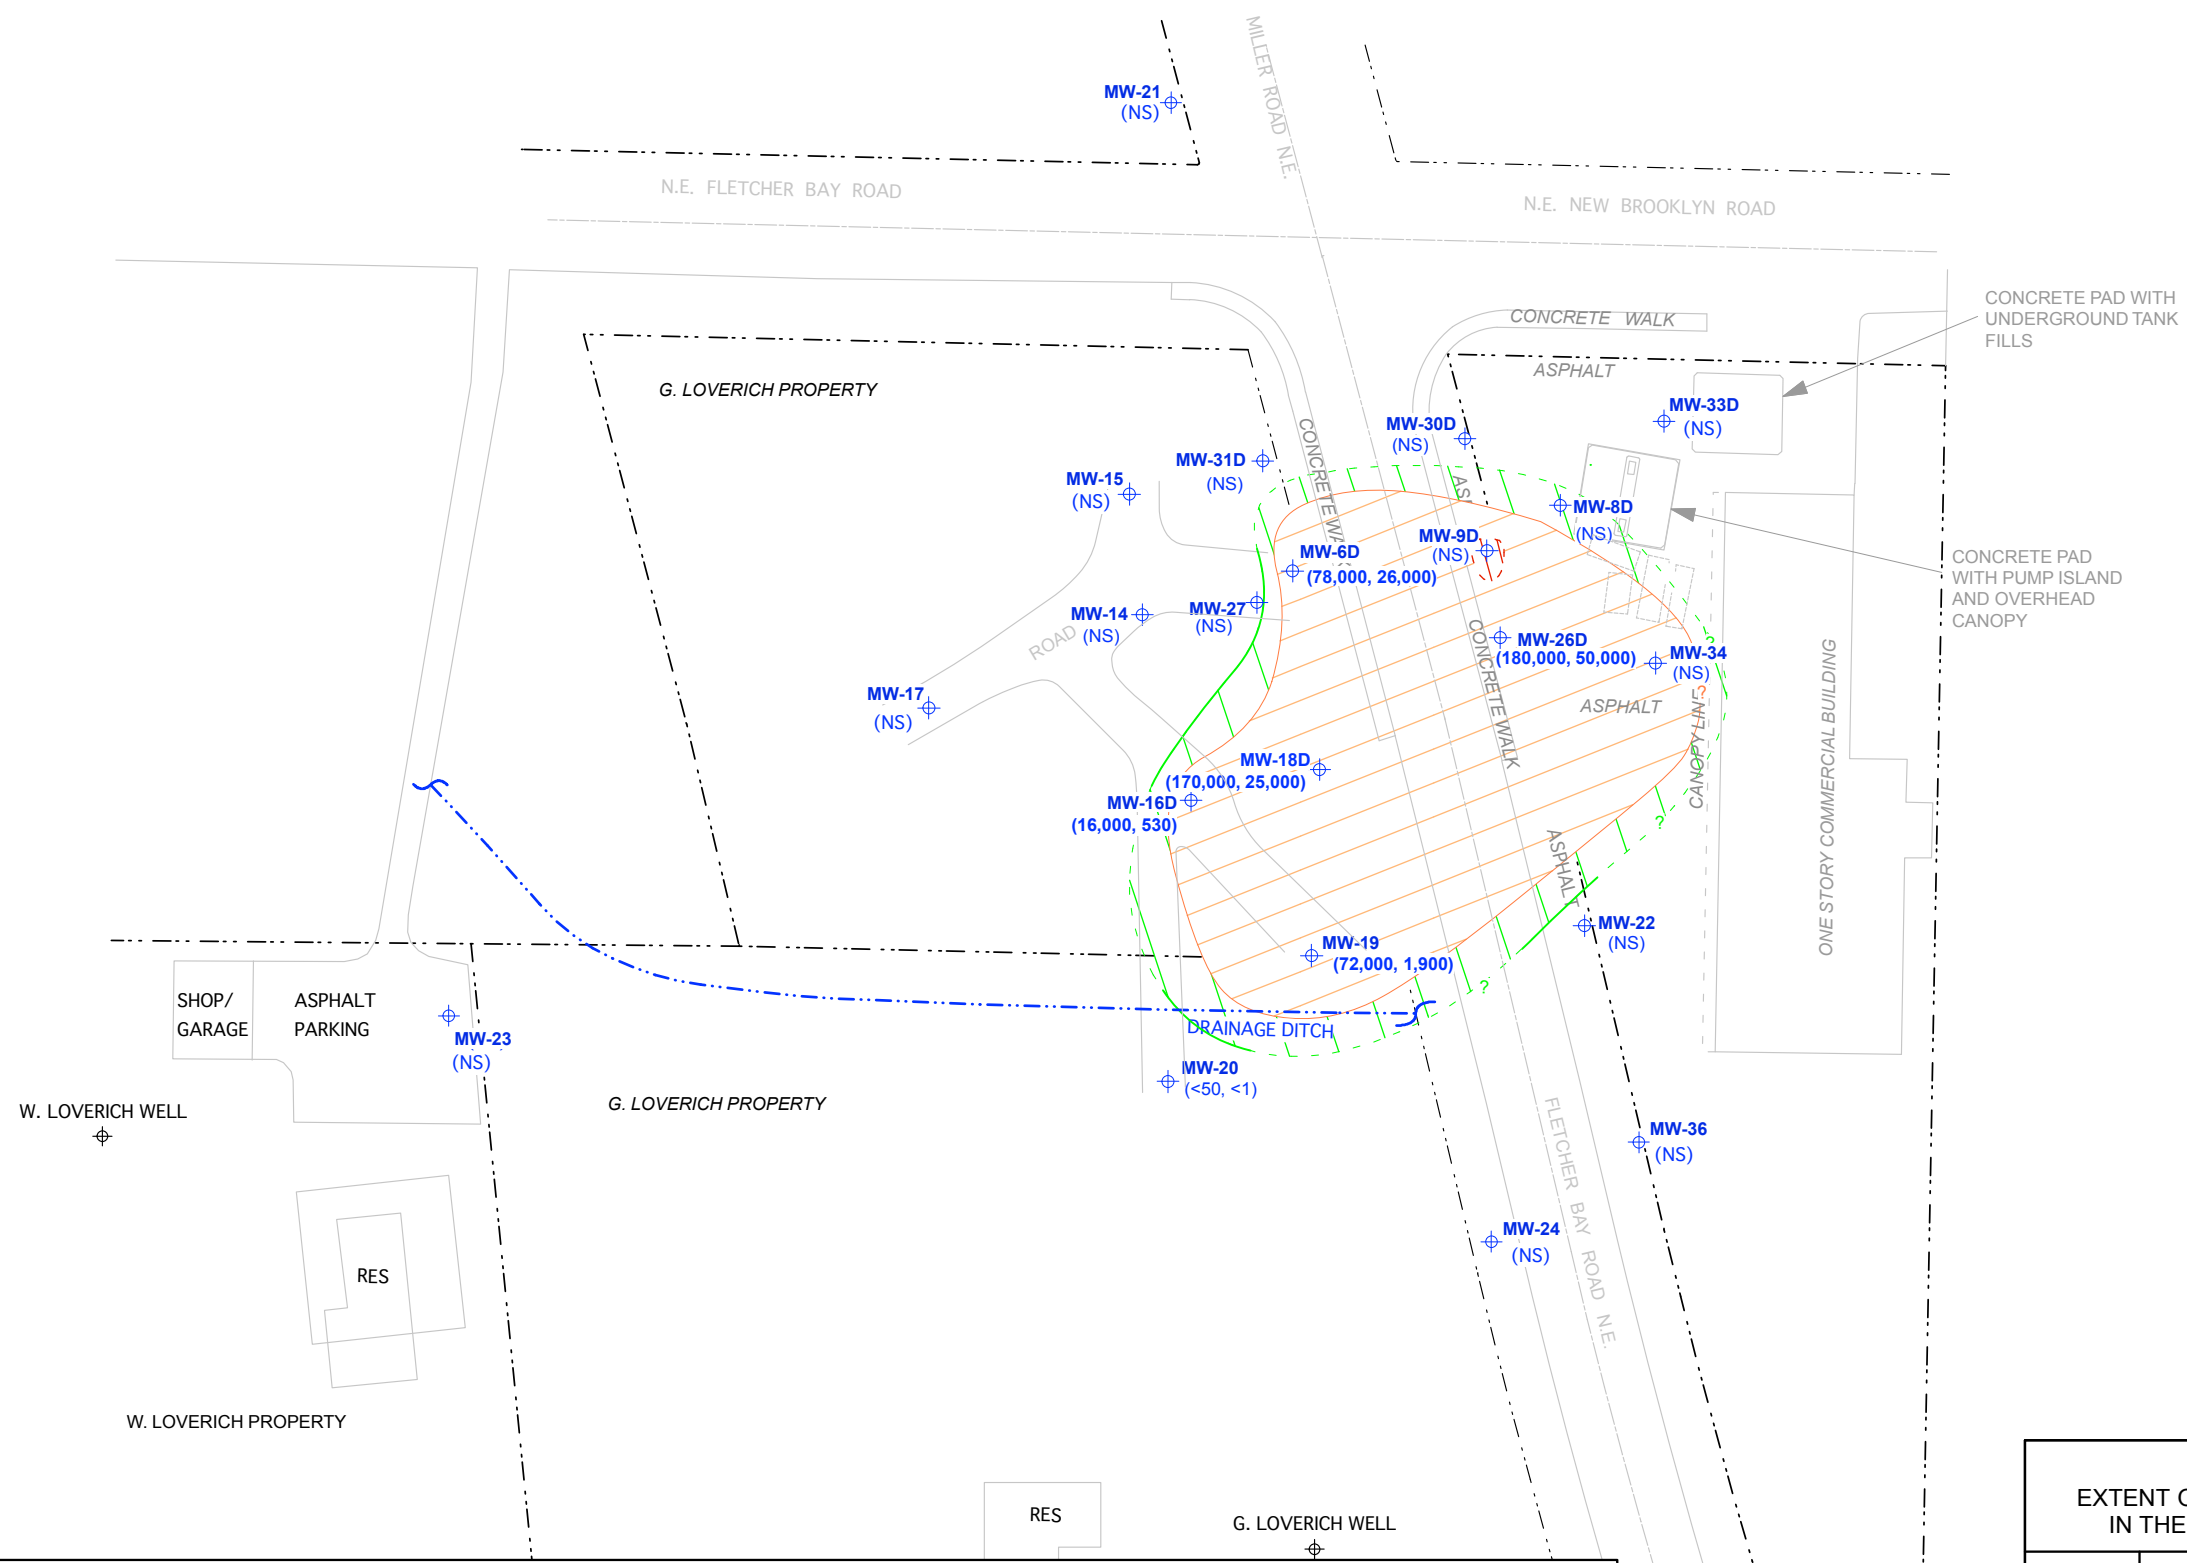 MILLER ROAD N.E.
MW-21
(NS)
N.E. FLETCHER BAY ROAD
N.E. NEW BROOKLYN ROAD
CONCRETE PAD WITH
UNDERGROUND TANK
FILLS
CONCRETE WALK
ASPHALT
G. LOVERICH PROPERTY
MW-33D
(NS)
MW-30D
(NS)
CONCRETE WA
MW-31D
(NS)
MW-15
(NS)
AS
MW-8D
(NS)
MW-9D
(NS)
MW-6D
(78,000, 26,000)
CONCRETE PAD
WITH PUMP ISLAND
AND OVERHEAD
CANOPY
MW-27
(NS)
MW-14
(NS)
ROAD
CONCRETE WALK
MW-26D
(180,000, 50,000)
?
MW-34
(NS)
?
ASPHALT
CANOPY LINE
ONE STORY COMMERCIAL BUILDING
MW-17
(NS)
MW-18D
(170,000, 25,000)
MW-16D
(16,000, 530)
?
ASPHALT
MW-22
(NS)
MW-19
(72,000, 1,900)
?
SHOP/
GARAGE
ASPHALT
PARKING
MW-23
(NS)
DRAINAGE DITCH
MW-20
(<50, <1)
W. LOVERICH WELL
G. LOVERICH PROPERTY
FLETCHER BAY ROAD N.E.
MW-36
(NS)
MW-24
(NS)
RES
W. LOVERICH PROPERTY
RES
G. LOVERICH WELL
EXTENT
IN THE